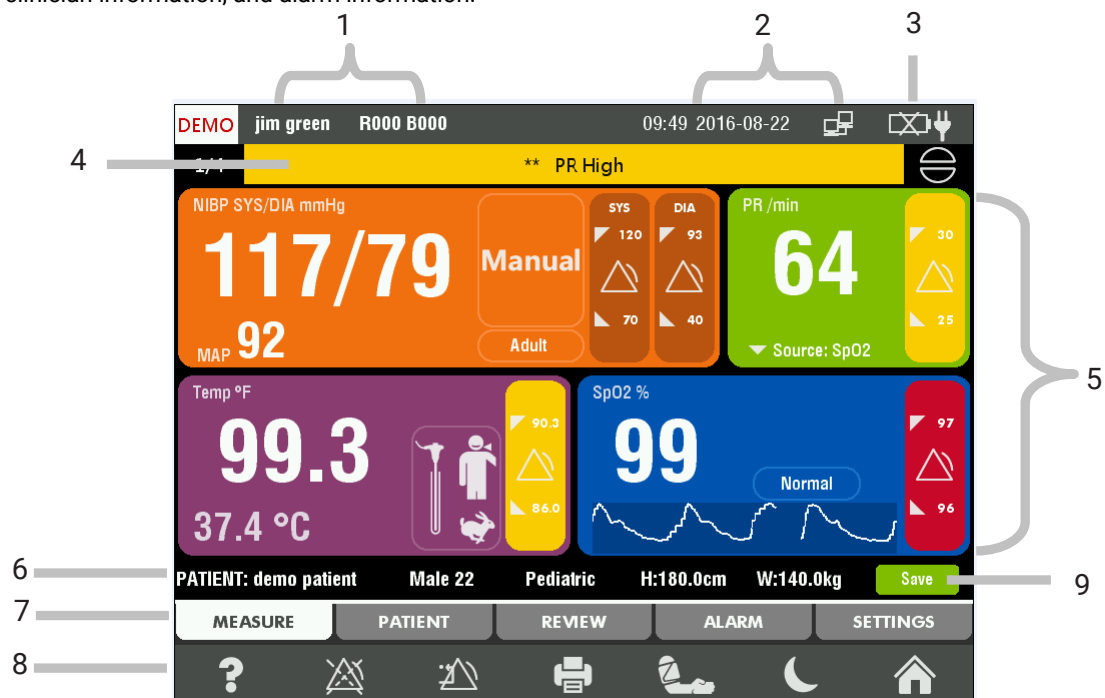 clinician information, and alarm information.
1 2 3
DEMO jim green R000 B000 09:49 2016-08-22
4 1/4 ** PR High
NIBP SYS/DIA mmHg SYS DIA PR /min
120 93 30
117/79 Manual 64
70 40 25
MAP 92 Adult Source: SpO2
5
Temp °F SpO2 %
90.3 97
99.3 99
Normal
86.0 96
37.4 °C
6 PATIENT: demo patient Male 22 Pediatric H:180.0cm W:140.0kg Save 9
7 MEASURE PATIENT REVIEW ALARM SETTINGS
8 ?